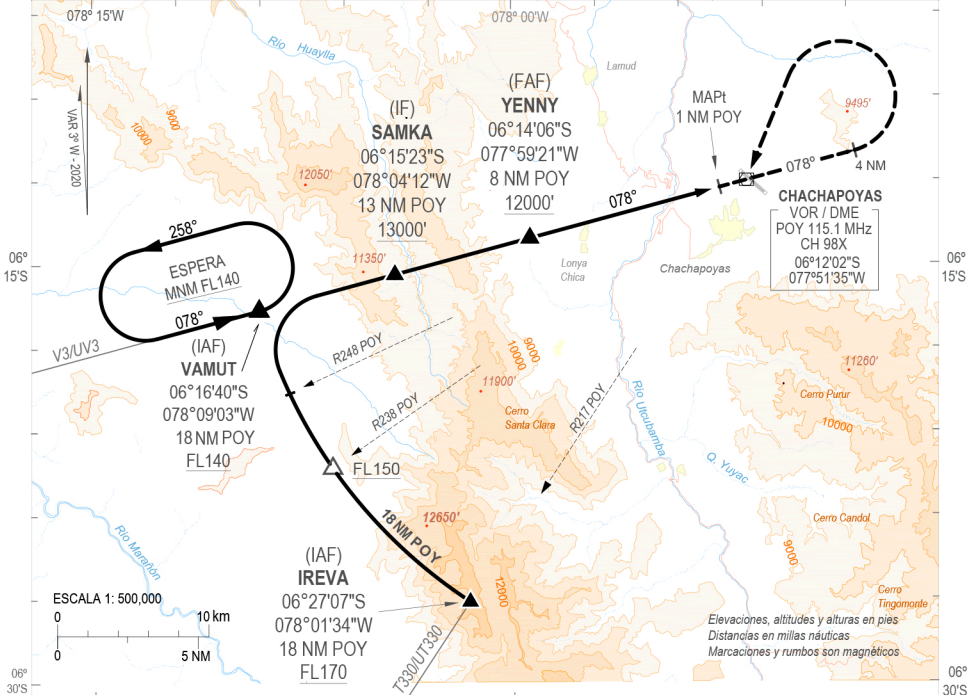 078° 15'W
078° 00'W
Río Huaylla
Lamud
VAR 3° W - 2020
10000
9000
(IF)
SAMKA
06°15'23"S
078°04'12"W
13 NM POY
13000'
(FAF)
YENNY
06°14'06"S
077°59'21"W
8 NM POY
12000'
MAPt
1 NM POY
9495'
12050'
078°
078°
4 NM
CHACHAPOYAS
VOR / DME
POY 115.1 MHz
CH 98X
06°12'02"S
077°51'35"W
258°
ESPERA
MNM FL140
078°
11350'
Lonya
Chica
Chachapoyas
06°
15'S
06°
15'S
V3/UV3
(IAF)
VAMUT
06°16'40"S
078°09'03"W
18 NM POY
FL140
R248 POY
R238 POY
R217 POY
9000
10000
11900'
Cerro
Santa Clara
Río Utcubamba
11260'
Cerro Purur
10000
Q. Yuyac
FL150
12650'
18 NM POY
Cerro Candol
9000
Río Marañón
(IAF)
IREVA
06°27'07"S
078°01'34"W
18 NM POY
FL170
12000
T330/UT330
Cerro
Tingomonte
ESCALA 1: 500,000
0 10 km
0 5 NM
Elevaciones, altitudes y alturas en pies
Distancias en millas náuticas
Marcaciones y rumbos son magnéticos
06°
30'S
06°
30'S